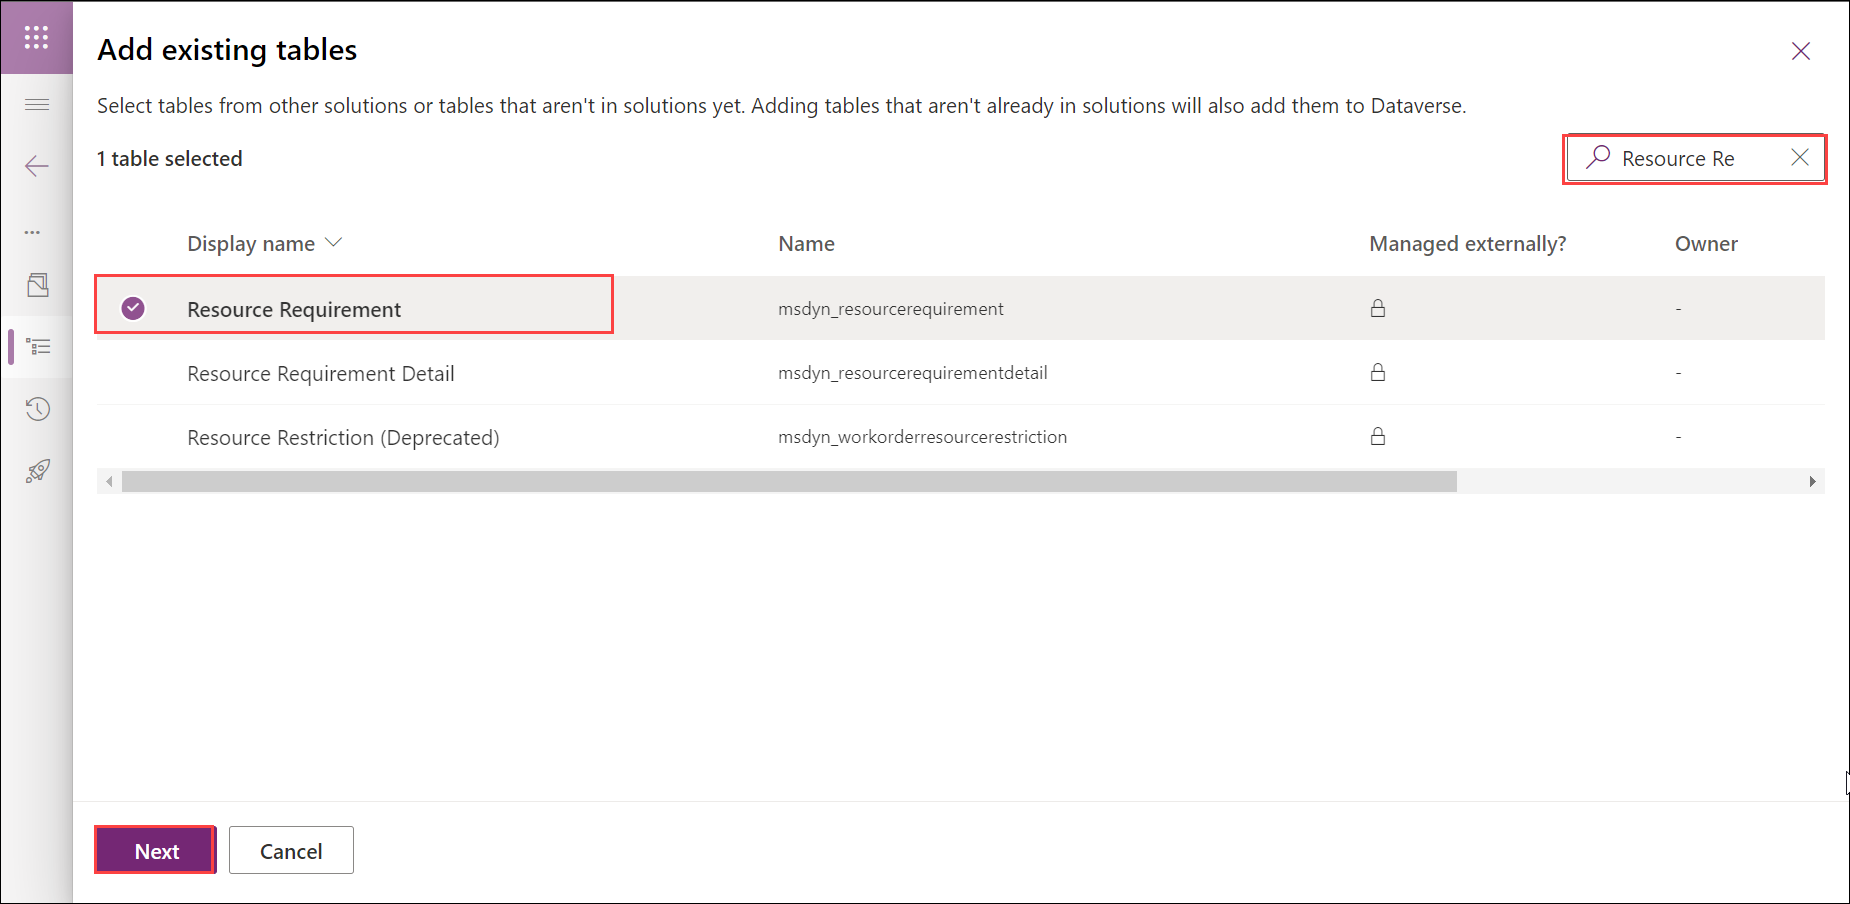 Add existing tables
Select tables from other solutions or tables that aren't in solutions yet. Adding tables that aren't already in solutions will also add them to Dataverse.
1 table selected
Resource Re
Display name Name Managed externally? Owner
Resource Requirement msdyn_resourcerequirement -
Resource Requirement Detail msdyn_resourcerequirementdetail -
Resource Restriction (Deprecated) msdyn_workorderresourcerestriction -
Next Cancel